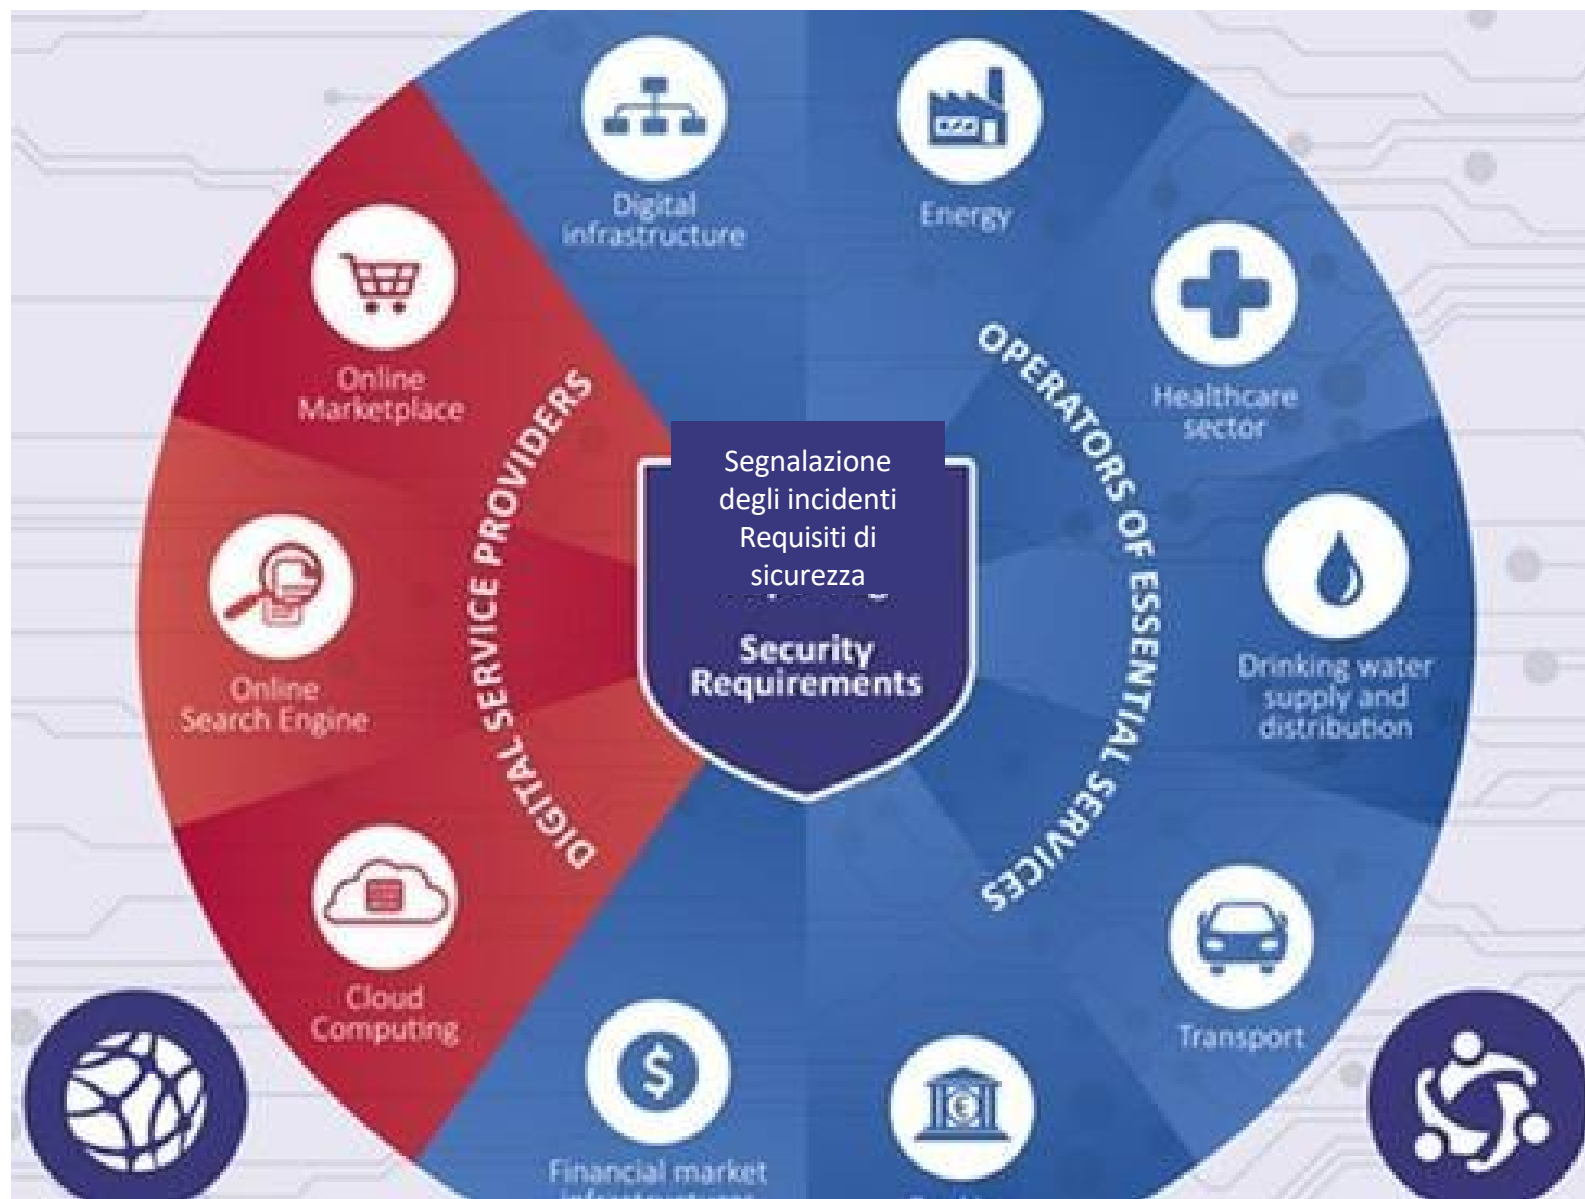 Digital
infrastructure
Energy
Online
Marketplace
Healthcare
sector
DIGITAL SERVICE PROVIDERS
OPERATORS OF ESSENTIAL SERVICES
Segnalazione
degli incidenti
Requisiti di
sicurezza
Security
Requirements
Online
Search Engine
Drinking water
supply and
distribution
Cloud
Computing
Transport
Financial market